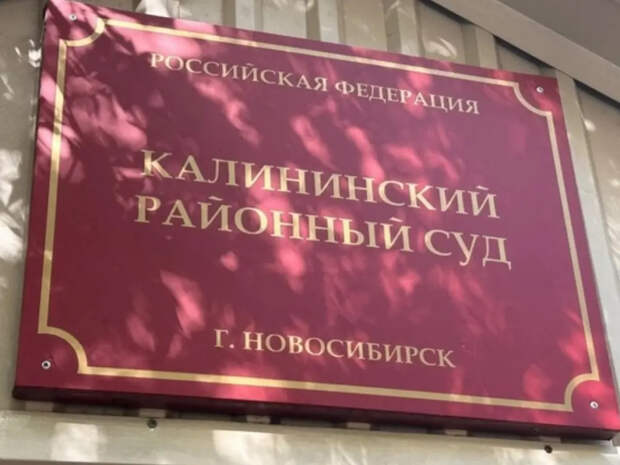 РОССИЙСКАЯ ФЕДЕРАЦИЯ
КАЛИНИНСКИЙ
РАЙОННЫЙ СУД
Г. НОВОСИБИРСК